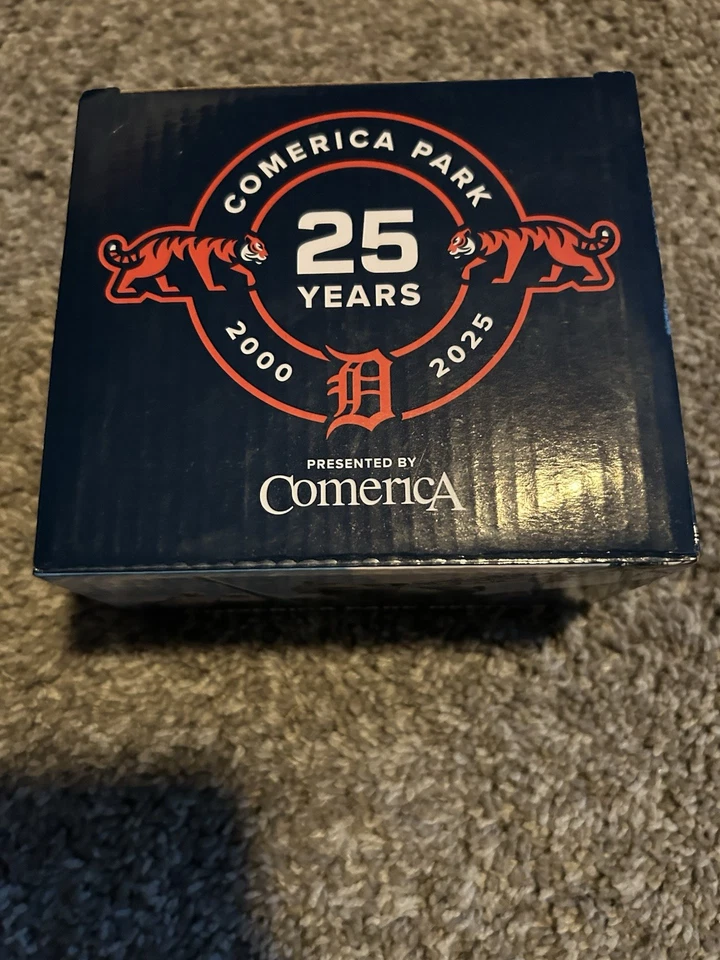 COMERICA PARK
25
YEARS
2000
2025
D
PRESENTED BY
ComericA